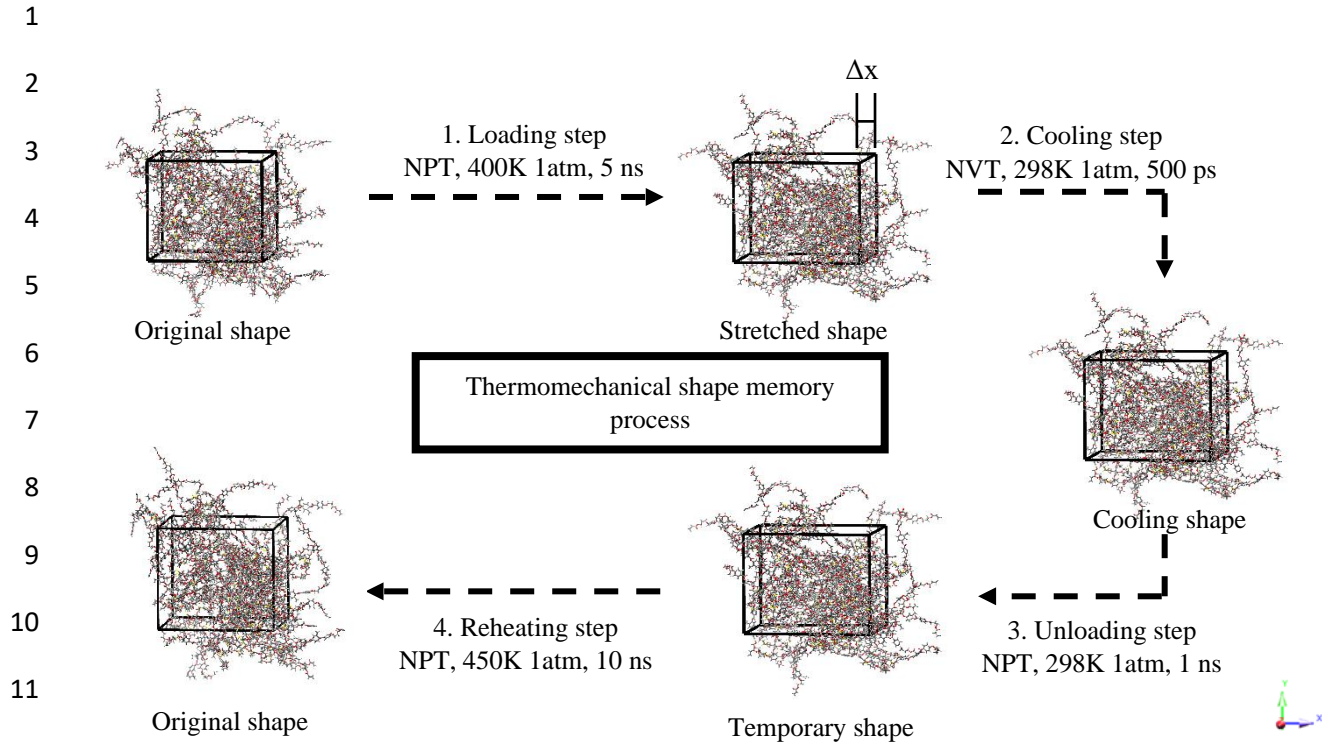 1
2
3
4
5
6
7
8
9
10
11
Δx
1. Loading step
NPT, 400K 1atm, 5 ns
2. Cooling step
NVT, 298K 1atm, 500 ps
Original shape
Stretched shape
Thermomechanical shape memory
process
Cooling shape
4. Reheating step
NPT, 450K 1atm, 10 ns
3. Unloading step
NPT, 298K 1atm, 1 ns
Original shape
Temporary shape
Y
X